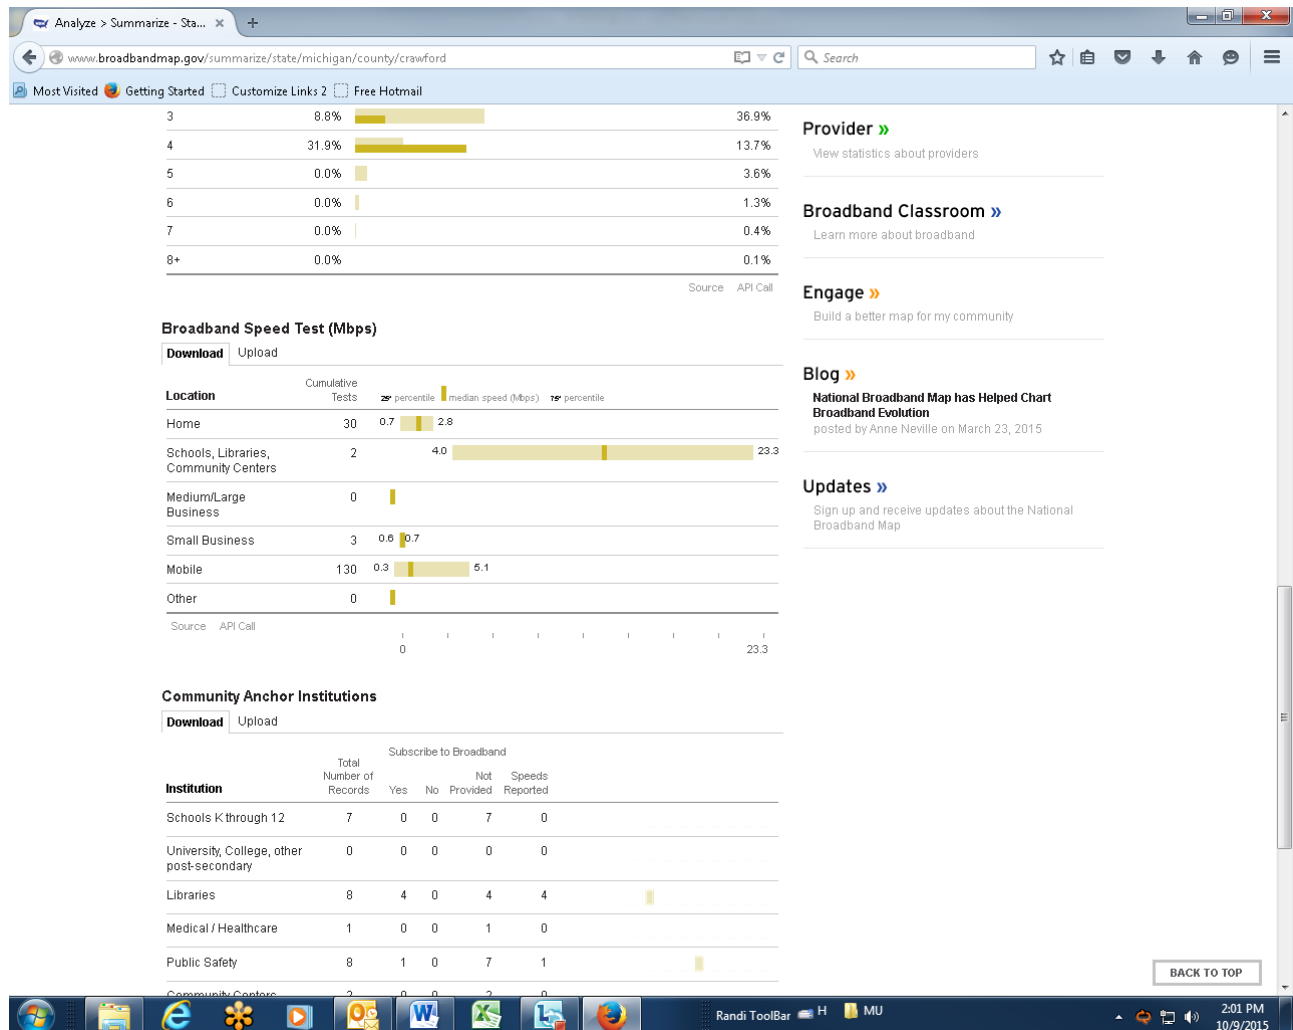 Analyze > Summarize - Sta...
www.broadbandmap.gov/summarize/state/michigan/county/crawford
Search
Most Visited Getting Started Customize Links 2 Free Hotmail
3 8.8% 36.9%
4 31.9% 13.7%
5 0.0% 3.6%
6 0.0% 1.3%
7 0.0% 0.4%
8+ 0.0% 0.1%
Source API Call
Broadband Speed Test (Mbps)
Download Upload
Location Cumulative Tests 25th percentile median speed (Mbps) 75th percentile
Home 30 0.7 2.8
Schools, Libraries, 2 4.0 23.3
Community Centers
Medium/Large 0
Business
Small Business 3 0.6 0.7
Mobile 130 0.3 5.1
Other 0
Source API Call
0 23.3
Community Anchor Institutions
Download Upload
Subscribe to Broadband
Institution Total Number of Records Yes No Not Provided Speeds Reported
Schools K through 12 7 0 0 7 0
University, College, other 0 0 0 0 0
post-secondary
Libraries 8 4 0 4 4
Medical / Healthcare 1 0 0 1 0
Public Safety 8 1 0 7 1
Community Centers 2 0 0 2 0
Provider »
View statistics about providers
Broadband Classroom »
Learn more about broadband
Engage »
Build a better map for my community
Blog »
National Broadband Map has Helped Chart
Broadband Evolution
posted by Anne Neville on March 23, 2015
Updates »
Sign up and receive updates about the National
Broadband Map
BACK TO TOP
Randi ToolBar H MU
2:01 PM
10/9/2015